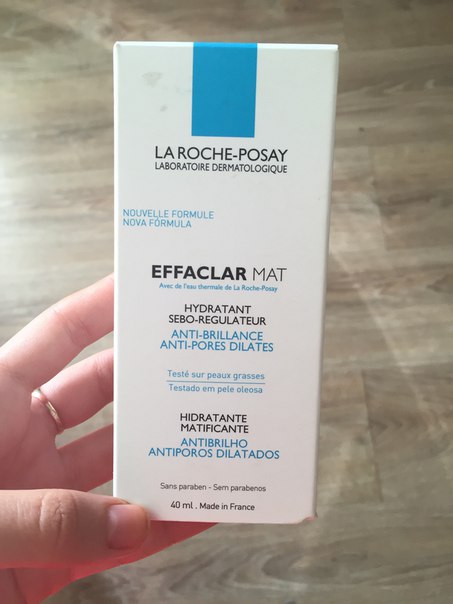 LA ROCHE-POSAY
LABORATOIRE DERMATOLOGIQUE
NOUVELLE FORMULE
NOVA FÓRMULA
EFFACLAR MAT
Avec de l'eau thermale de La Roche-Posay
HYDRATANT
SEBO-REGULATEUR
ANTI-BRILLANCE
ANTI-PORES DILATES
Testé sur peaux grasses
Testado em pele oleosa
HIDRATANTE
MATIFICANTE
ANTIBRILHO
ANTIPOROS DILATADOS
Sans paraben - Sem parabenos
40 ml . Made in France